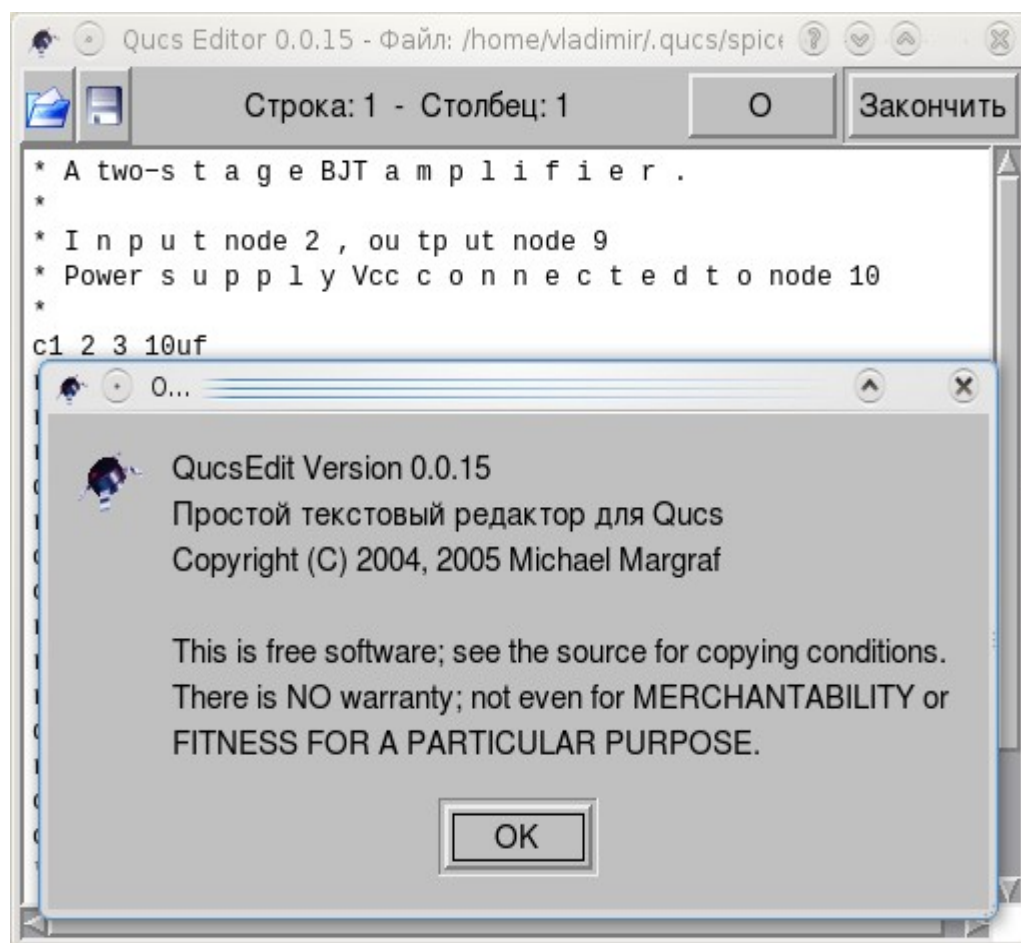 Qucs Editor 0.0.15 - Файл: /home/vladimir/.qucs/spice
Строка: 1 - Столбец: 1 О Закончить
* A two-s t a g e BJT a m p l i f i e r .
*
* I n p u t node 2 , ou tp ut node 9
* Power s u p p l y Vcc c o n n e c t e d t o node 10
*
c1 2 3 10uf
О...
QucsEdit Version 0.0.15
Простой текстовый редактор для Qucs
Copyright (C) 2004, 2005 Michael Margraf
This is free software; see the source for copying conditions.
There is NO warranty; not even for MERCHANTABILITY or
FITNESS FOR A PARTICULAR PURPOSE.
OK